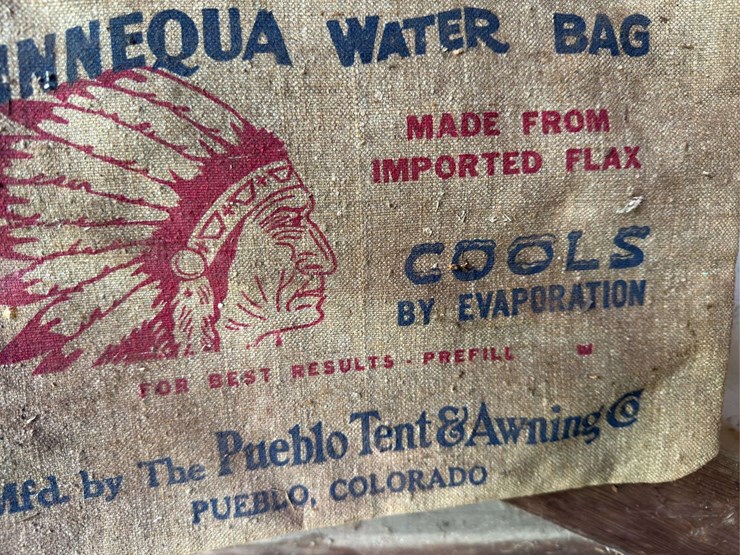 INNEQUA WATER BAG
MADE FROM
IMPORTED FLAX
COOLS
BY EVAPORATION
FOR BEST RESULTS - PREFILL
Mfd. by The Pueblo Tent & Awning Co
PUEBLO, COLORADO